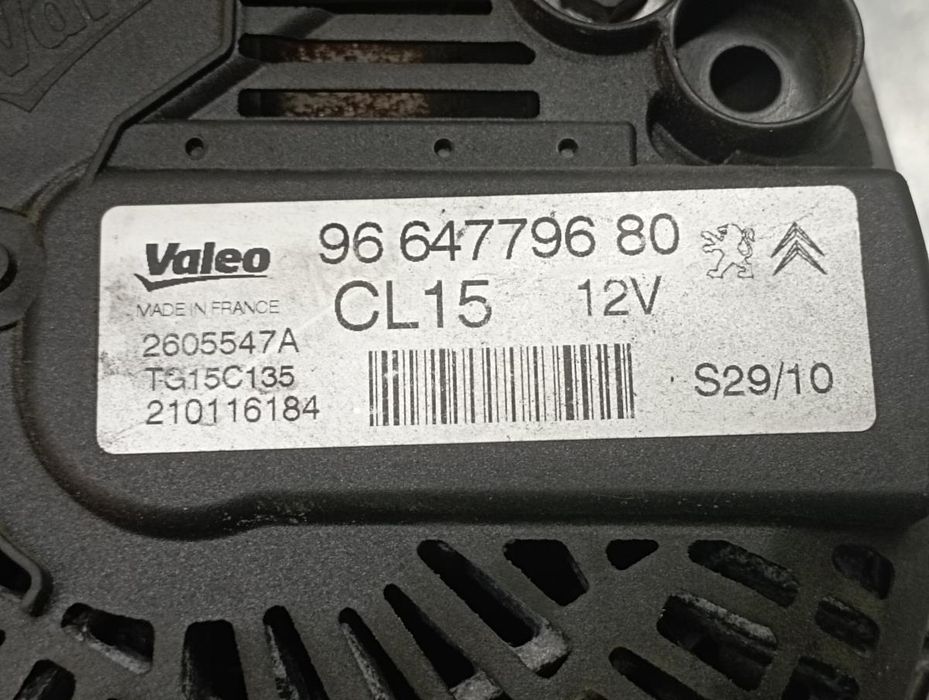 Valeo
96 647796 80
MADE IN FRANCE
CL15 12V
2605547A
TG15C135
S29/10
210116184